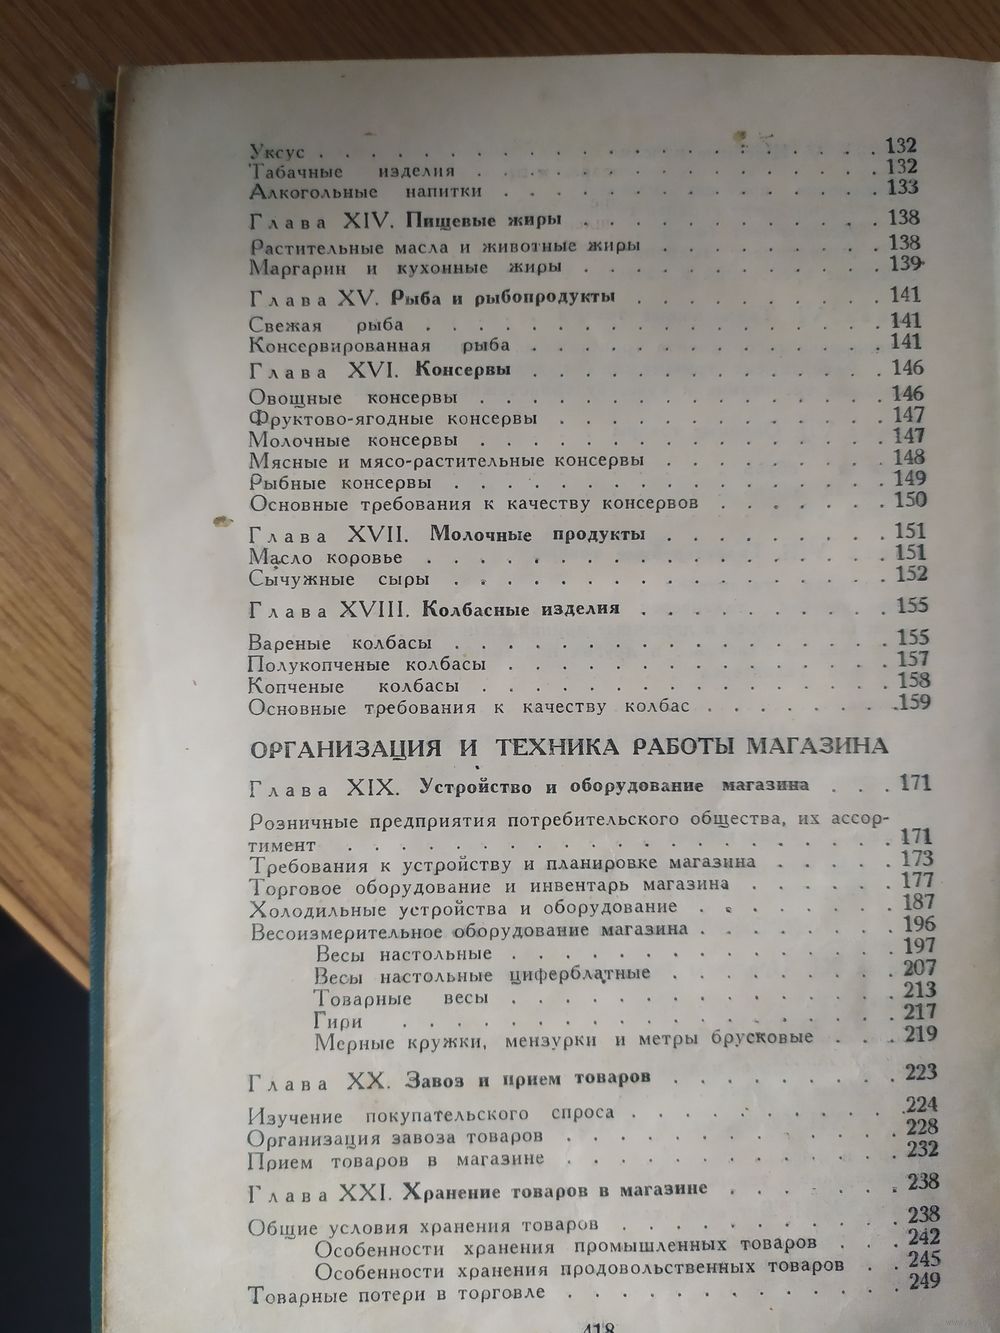 Уксус . . . . . . . . . . . . . . . . . . . . 132
Табачные изделия . . . . . . . . . . . . . . . 132
Алкогольные напитки . . . . . . . . . . . . . . 133
Глава XIV. Пищевые жиры . . . . . . . . . . . . 138
Растительные масла и животные жиры . . . . . . . . . 138
Маргарин и кухонные жиры . . . . . . . . . . . . 139
Глава XV. Рыба и рыбопродукты . . . . . . . . . . 141
Свежая рыба . . . . . . . . . . . . . . . . . . 141
Консервированная рыба . . . . . . . . . . . . . . 141
Глава XVI. Консервы . . . . . . . . . . . . . . 146
Овощные консервы . . . . . . . . . . . . . . . . 146
Фруктово-ягодные консервы . . . . . . . . . . . . . 147
Молочные консервы . . . . . . . . . . . . . . . . 147
Мясные и мясо-растительные консервы . . . . . . . . . 148
Рыбные консервы . . . . . . . . . . . . . . . . . 149
Основные требования к качеству консервов . . . . . . . 150
Глава XVII. Молочные продукты . . . . . . . . . 151
Масло коровье . . . . . . . . . . . . . . . . . . 151
Сычужные сыры . . . . . . . . . . . . . . . . . 152
Глава XVIII. Колбасные изделия . . . . . . . . . . 155
Вареные колбасы . . . . . . . . . . . . . . . . . 155
Полукопченые колбасы . . . . . . . . . . . . . . . 157
Копченые колбасы . . . . . . . . . . . . . . . . 158
Основные требования к качеству колбас . . . . . . . . 159
ОРГАНИЗАЦИЯ И ТЕХНИКА РАБОТЫ МАГАЗИНА
Глава XIX. Устройство и оборудование магазина . . . 171
Розничные предприятия потребительского общества, их ассор-
тимент . . . . . . . . . . . . . . . . . . . . . 171
Требования к устройству и планировке магазина . . . . . 173
Торговое оборудование и инвентарь магазина . . . . . . 177
Холодильные устройства и оборудование . . . . . . . . 187
Весоизмерительное оборудование магазина . . . . . . . . 196
Весы настольные . . . . . . . . . . . . . . . 197
Весы настольные циферблатные . . . . . . . . . 207
Товарные весы . . . . . . . . . . . . . . . 213
Гири . . . . . . . . . . . . . . . . . . . 217
Мерные кружки, мензурки и метры брусковые . . . 219
Глава XX. Завоз и прием товаров . . . . . . . . . 223
Изучение покупательского спроса . . . . . . . . . . . 224
Организация завоза товаров . . . . . . . . . . . . . 228
Прием товаров в магазине . . . . . . . . . . . . . 232
Глава XXI. Хранение товаров в магазине . . . . . . . 238
Общие условия хранения товаров . . . . . . . . . . . 238
Особенности хранения промышленных товаров . . . 242
Особенности хранения продовольственных товаров . . 245
Товарные потери в торговле . . . . . . . . . . . . . 249
418